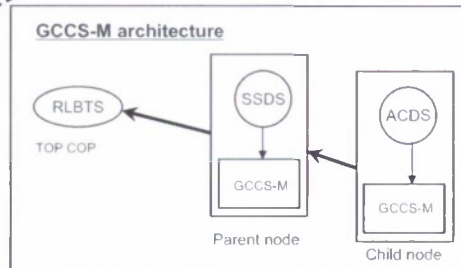 GCCS-M architecture
RLBTS
TOP COP
SSDS
GCCS-M
Parent node
ACDS
GCCS-M
Child node